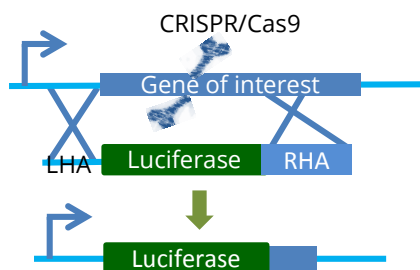 CRISPR/Cas9
Gene of interest
LHA
Luciferase
RHA
Luciferase